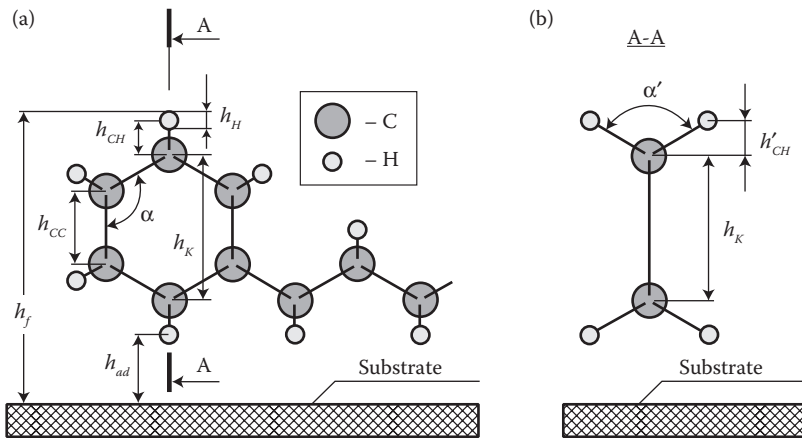 (a)
A
h_H
h_CH
– C
– H
α
h_CC
h_K
h_f
h_ad
A
Substrate
(b)
A-A
α′
h′_CH
h_K
Substrate